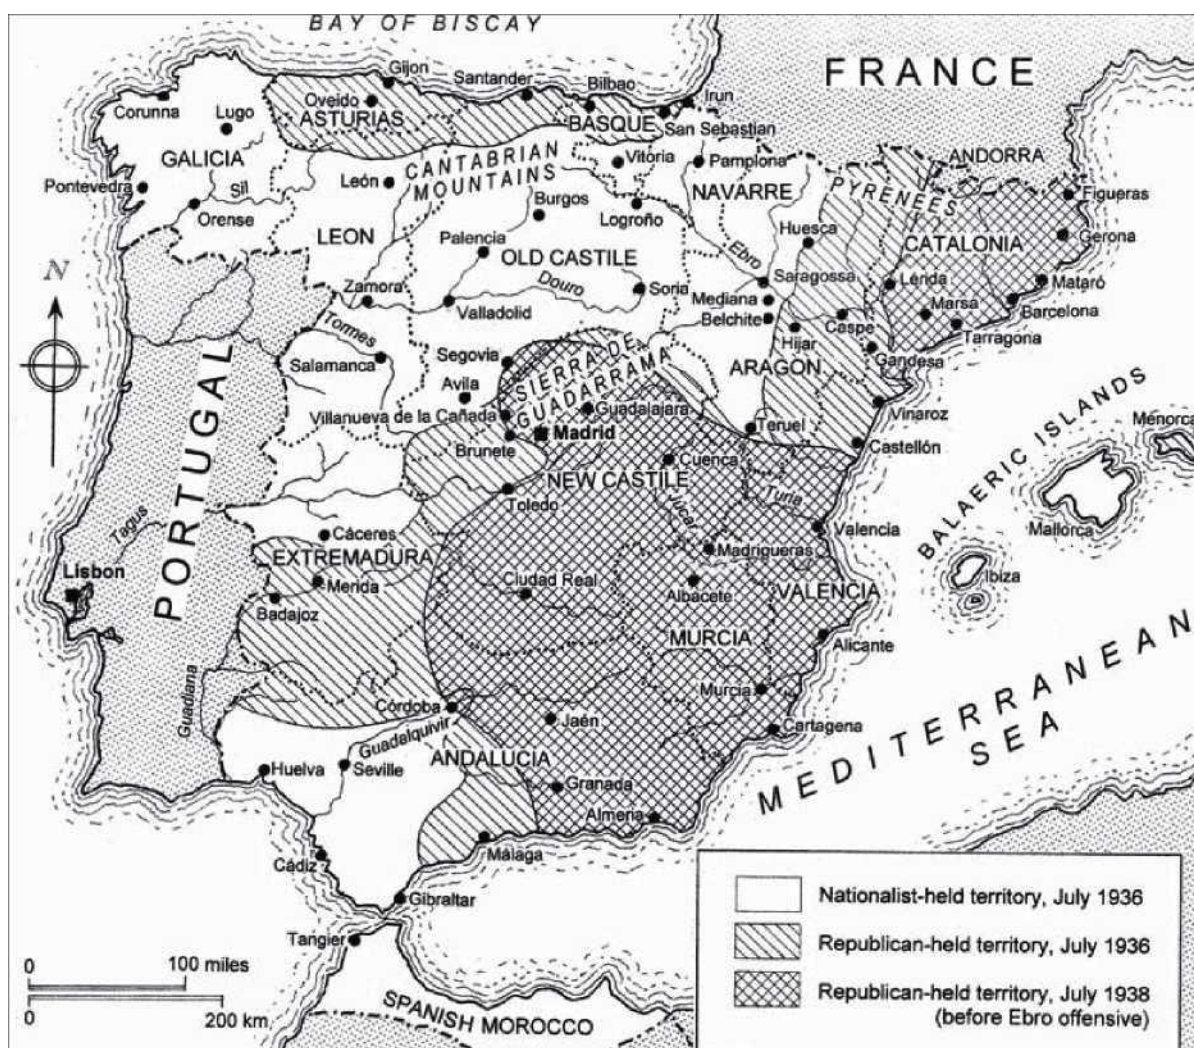 BAY OF BISCAY
FRANCE
Gijon
Santander
Bilbao
Irun
Corunna
Lugo
Oveido
ASTURIAS
BASQUE
San Sebastian
GALICIA
CANTABRIAN
MOUNTAINS
Vitoria
Pamplona
ANDORRA
Pontevedra
Sil
León
NAVARRE
PYRENEES
Figueras
Orense
Burgos
Logroño
Huesca
LEON
Palencia
CATALONIA
Gerona
N
OLD CASTILE
Ebro
Saragossa
Lérida
Mataró
Zamora
Douro
Soria
Mediana
Valladolid
Belchite
Caspe
Marsa
Barcelona
Tormes
Hijar
Tarragona
Salamanca
Segovia
SIERRA DE
GUADARRAMA
ARAGON
Gandesa
Avila
Villanueva de la Cañada
Guadalajara
Vinaroz
Teruel
PORTUGAL
Madrid
Castellón
Brunete
Cuenca
BALAERIC ISLANDS
Menorca
NEW CASTILE
Toledo
Júcar
Turia
Mallorca
Tagus
Cáceres
Valencia
EXTREMADURA
Madrigueras
Lisbon
Merida
Ciudad Real
Albacete
VALENCIA
Ibiza
Badajoz
MURCIA
Alicante
Guadiana
Murcia
Córdoba
Jaén
Cartagena
MEDITERRANEAN
SEA
Guadalquivir
ANDALUCIA
Huelva
Seville
Granada
Almeria
Málaga
Cádiz
Gibraltar
Tangier
SPANISH MOROCCO
0 100 miles
0 200 km
Nationalist-held territory, July 1936
Republican-held territory, July 1936
Republican-held territory, July 1938
(before Ebro offensive)